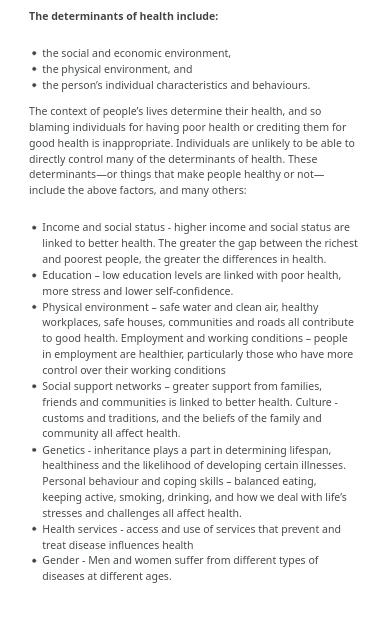 The determinants of health include:
• the social and economic environment,
• the physical environment, and
• the person's individual characteristics and behaviours.
The context of people's lives determine their health, and so
blaming individuals for having poor health or crediting them for
good health is inappropriate. Individuals are unlikely to be able to
directly control many of the determinants of health. These
determinants—or things that make people healthy or not—
include the above factors, and many others:
• Income and social status - higher income and social status are
linked to better health. The greater the gap between the richest
and poorest people, the greater the differences in health.
• Education – low education levels are linked with poor health,
more stress and lower self-confidence.
• Physical environment – safe water and clean air, healthy
workplaces, safe houses, communities and roads all contribute
to good health. Employment and working conditions – people
in employment are healthier, particularly those who have more
control over their working conditions
• Social support networks – greater support from families,
friends and communities is linked to better health. Culture -
customs and traditions, and the beliefs of the family and
community all affect health.
• Genetics - inheritance plays a part in determining lifespan,
healthiness and the likelihood of developing certain illnesses.
Personal behaviour and coping skills – balanced eating,
keeping active, smoking, drinking, and how we deal with life's
stresses and challenges all affect health.
• Health services - access and use of services that prevent and
treat disease influences health
• Gender - Men and women suffer from different types of
diseases at different ages.